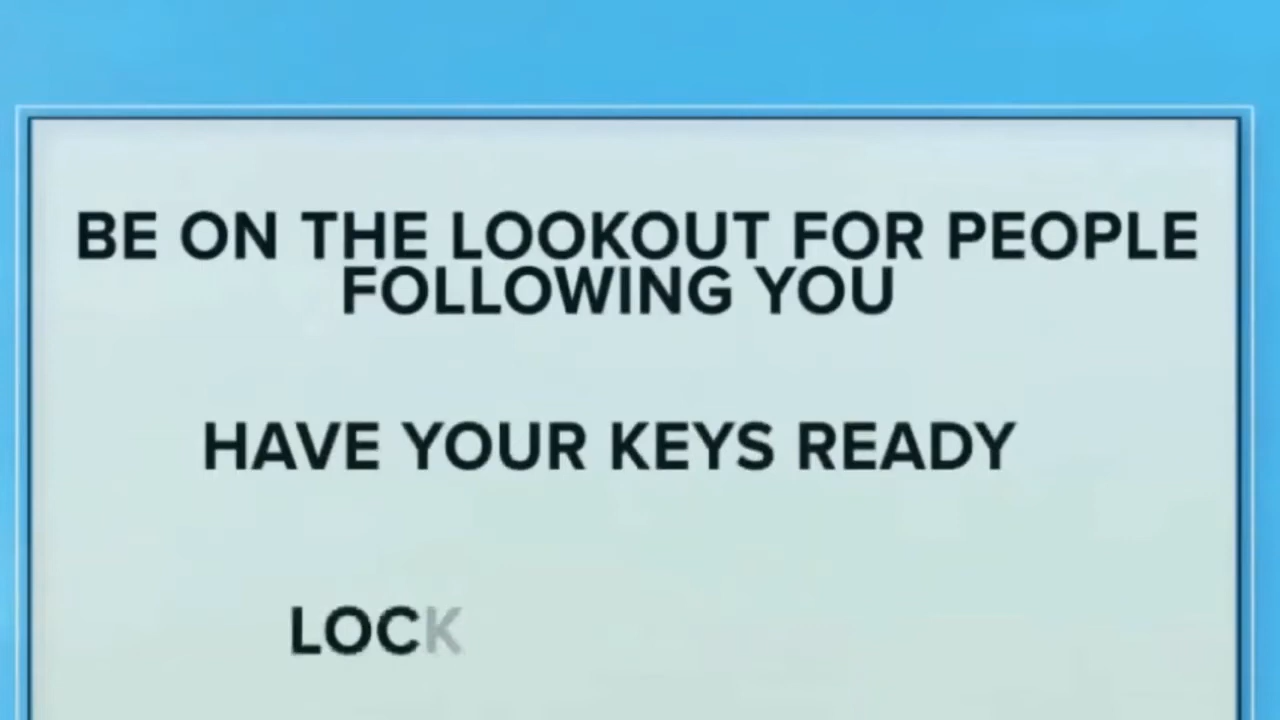 BE ON THE LOOKOUT FOR PEOPLE
FOLLOWING YOU
HAVE YOUR KEYS READY
LOCK